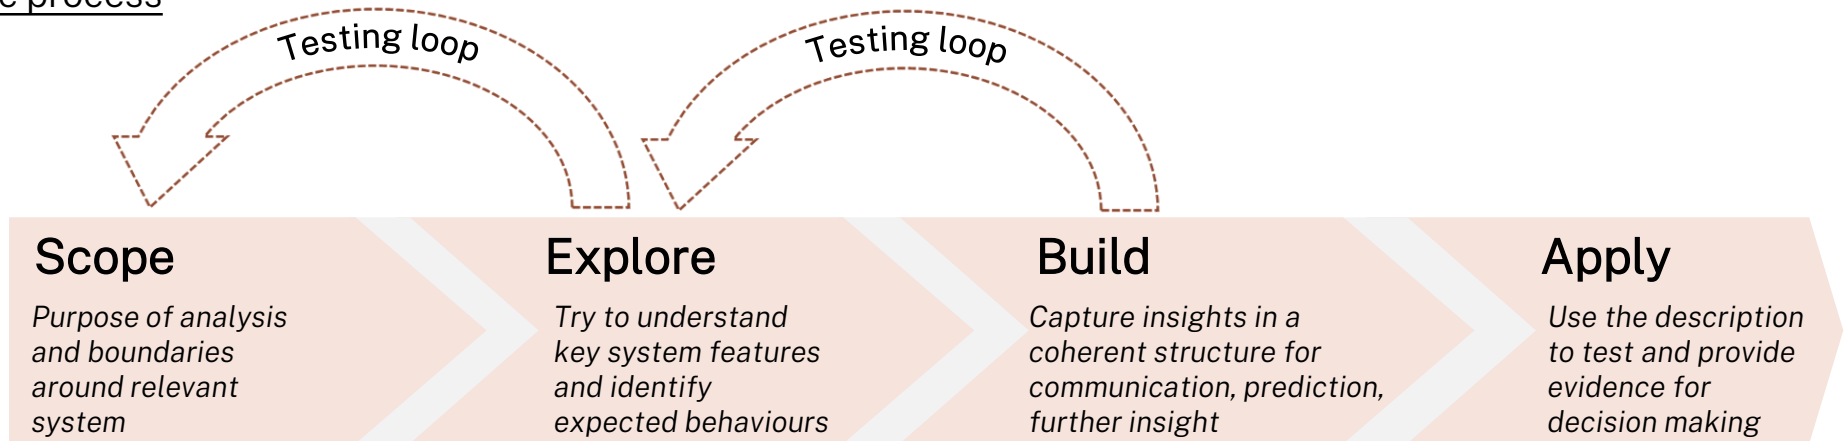 process
Testing loop
Testing loop
Scope
Purpose of analysis
and boundaries
around relevant
system
Explore
Try to understand
key system features
and identify
expected behaviours
Build
Capture insights in a
coherent structure for
communication, prediction,
further insight
Apply
Use the description
to test and provide
evidence for
decision making